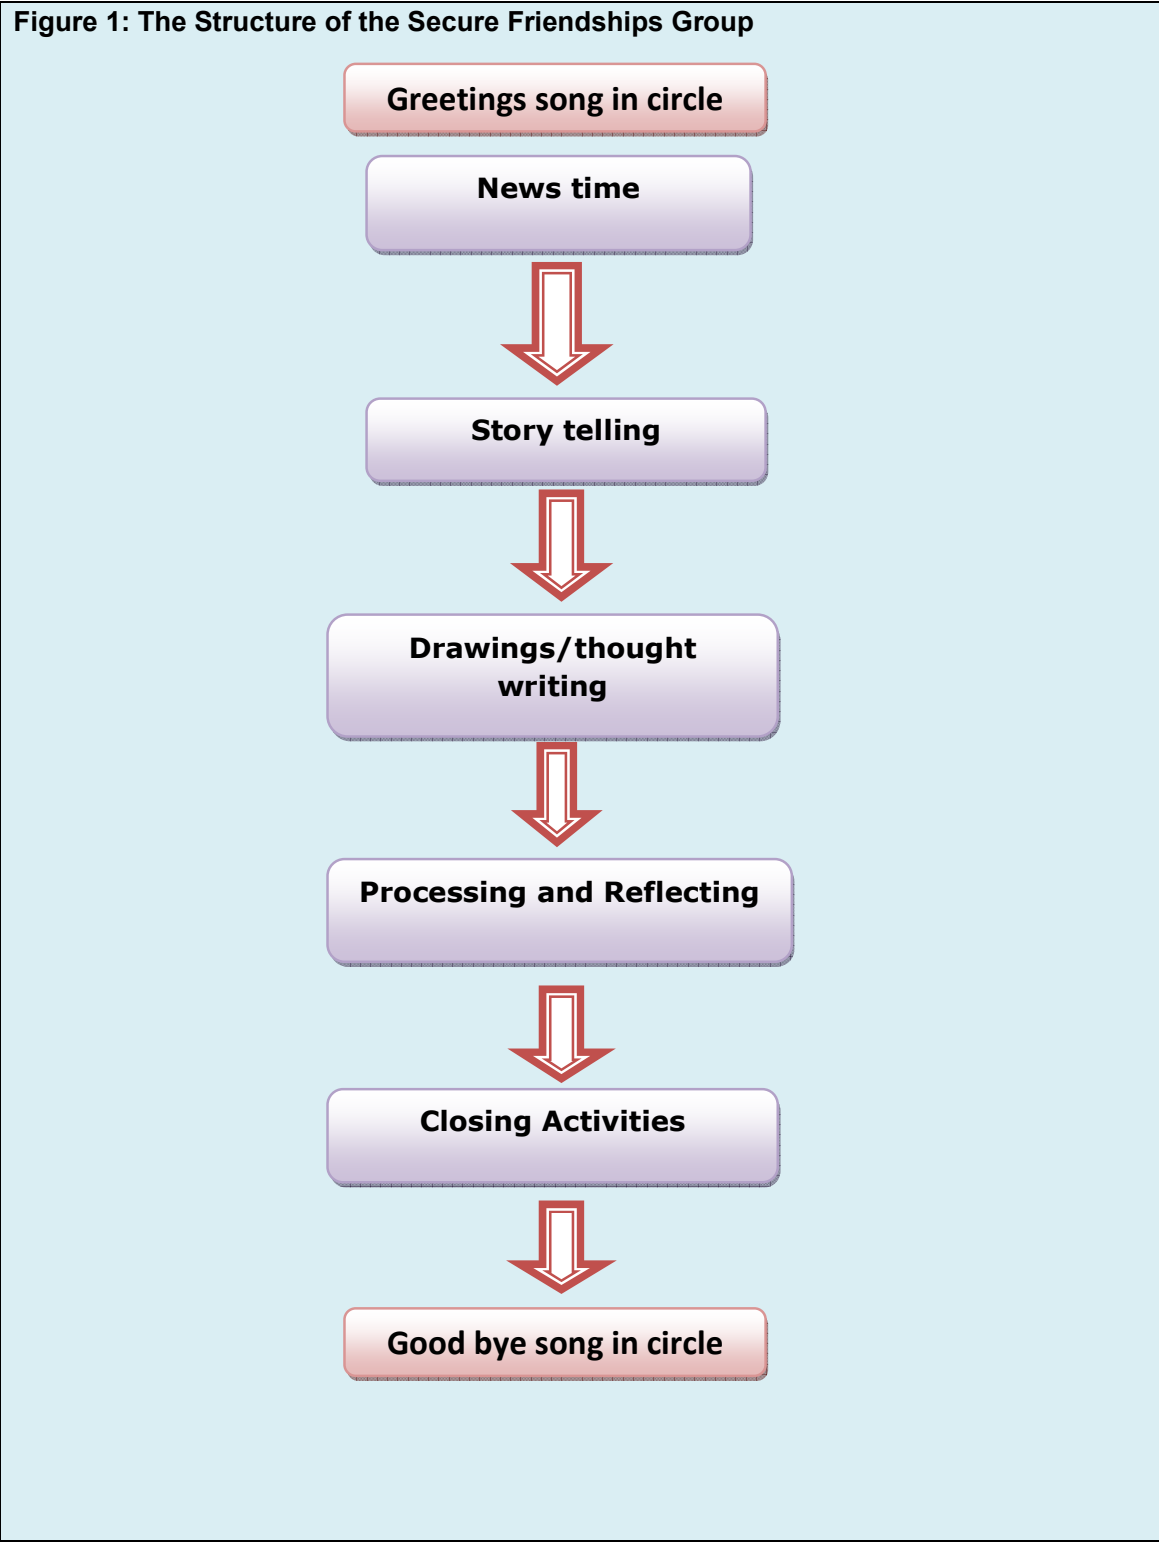 Figure 1: The Structure of the Secure Friendships Group
Greetings song in circle
News time
Story telling
Drawings/thought
writing
Processing and Reflecting
Closing Activities
Good bye song in circle